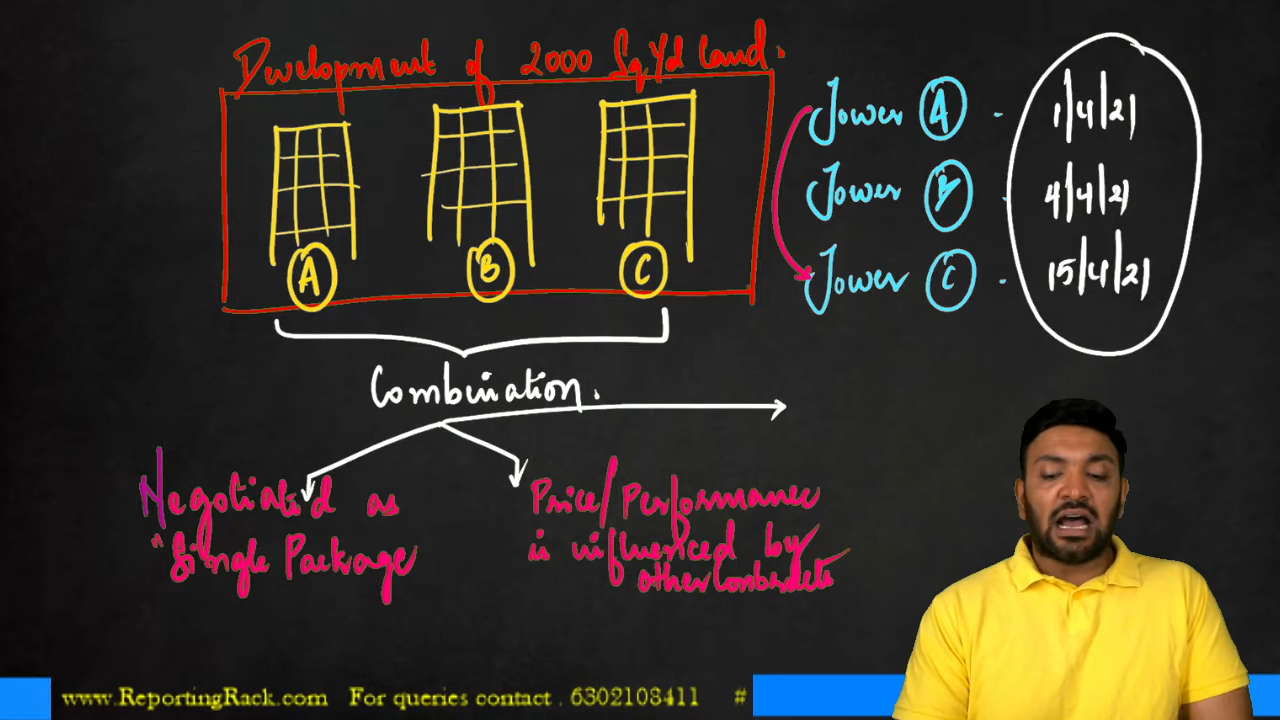 Development of 2000 Sq Yd land.
A
B
C
Tower A - 1/4/21
Tower B - 4/4/21
Tower C - 15/4/21
Combination.
Negotiated as
"Single Package
Price/Performance
is influenced by
other
www.ReportingRack.com For queries contact . 6302108411 #